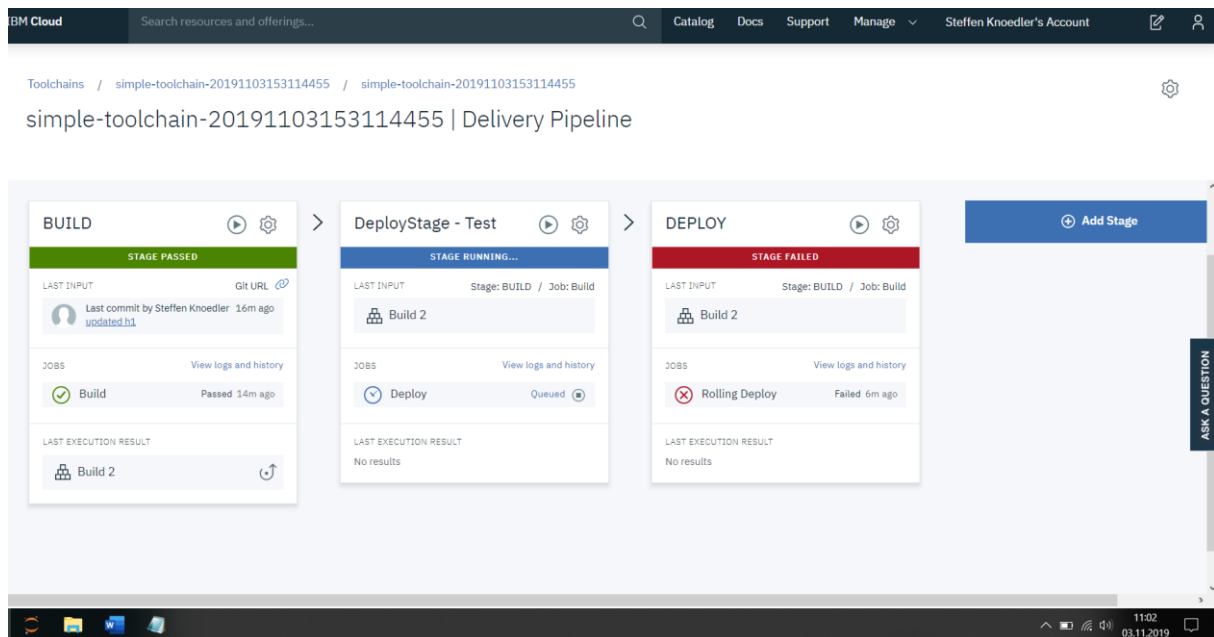 IBM Cloud Search resources and offerings... Catalog Docs Support Manage Steffen Knoedler's Account
Toolchains / simple-toolchain-20191103153114455 / simple-toolchain-20191103153114455
simple-toolchain-20191103153114455 | Delivery Pipeline
BUILD
STAGE PASSED
LAST INPUT Git URL
Last commit by Steffen Knoedler 16m ago
updated h1
JOBS View logs and history
Build Passed 14m ago
LAST EXECUTION RESULT
Build 2
DeployStage - Test
STAGE RUNNING...
LAST INPUT Stage: BUILD / Job: Build
Build 2
JOBS View logs and history
Deploy Queued
LAST EXECUTION RESULT
No results
DEPLOY
STAGE FAILED
LAST INPUT Stage: BUILD / Job: Build
Build 2
JOBS View logs and history
Rolling Deploy Failed 6m ago
LAST EXECUTION RESULT
No results
Add Stage
ASK A QUESTION
11:02
03.11.2019